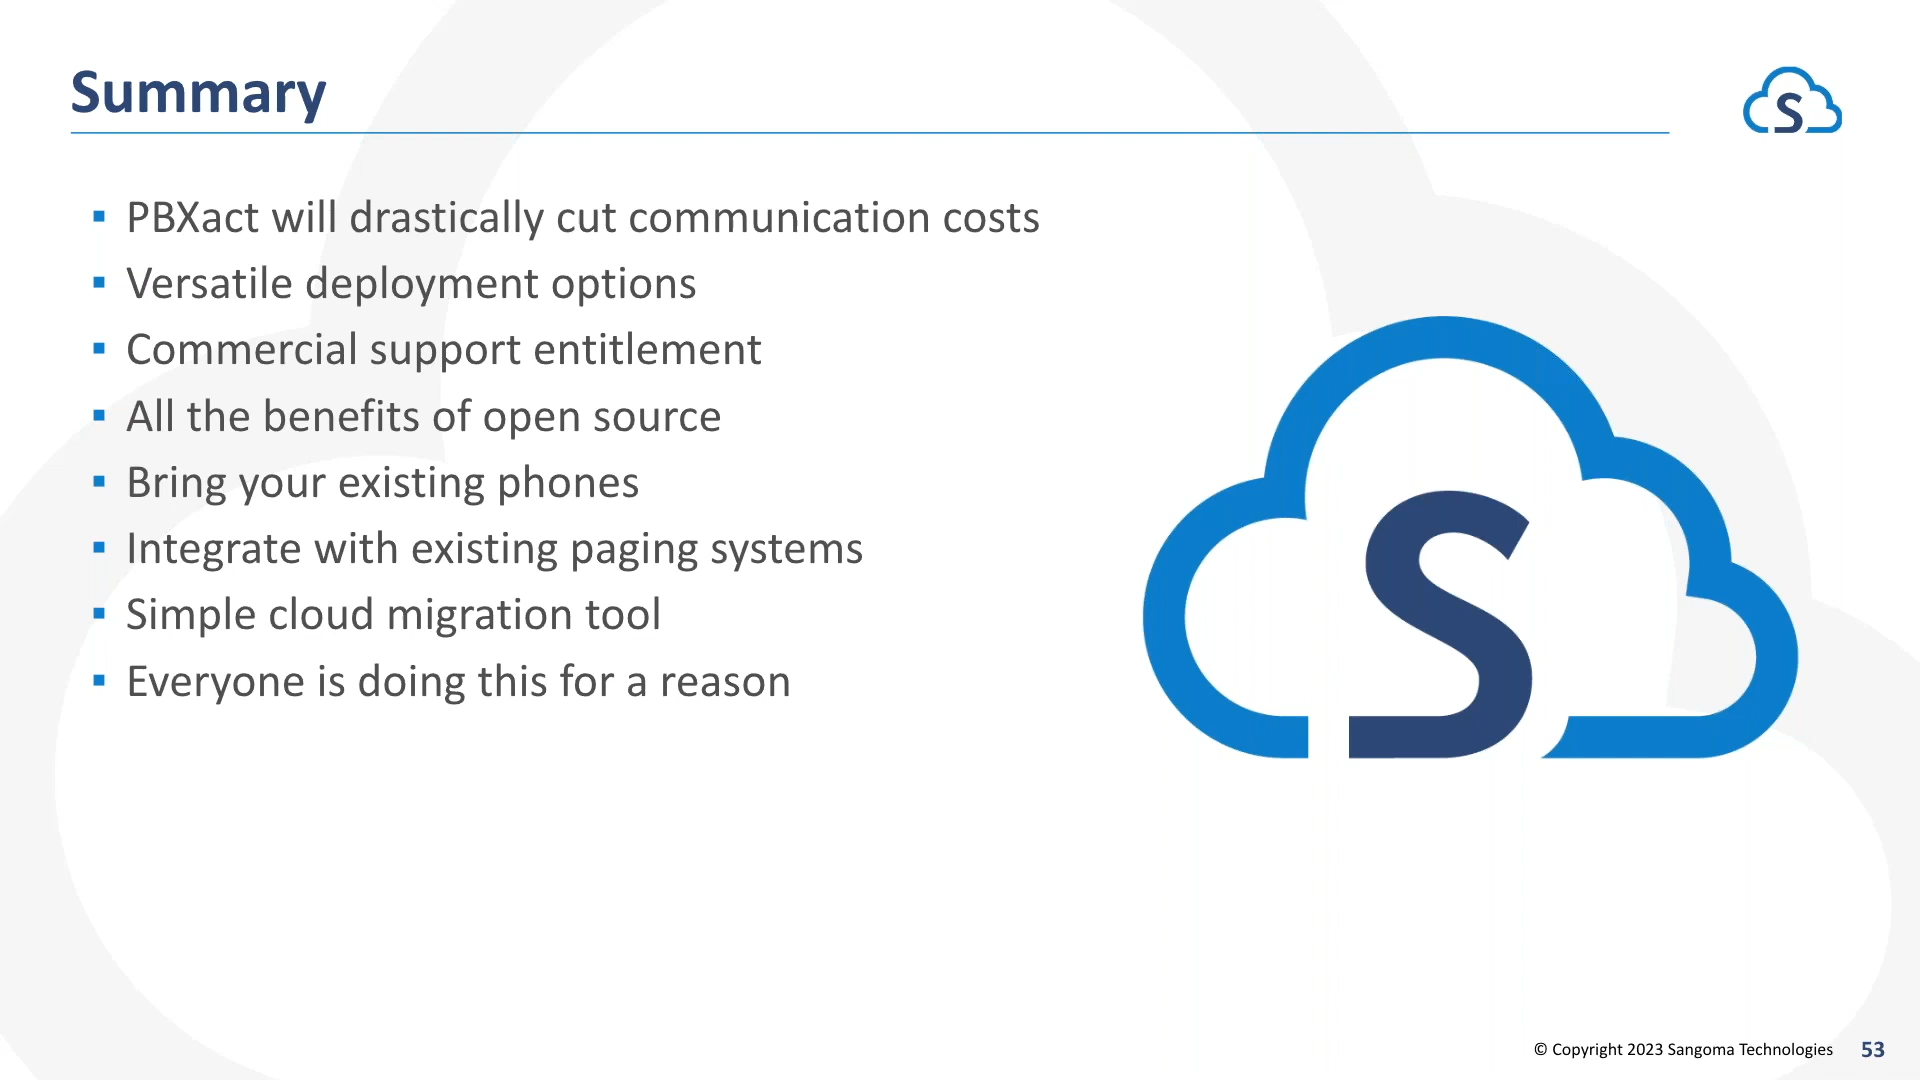 Summary
S
▪ PBXact will drastically cut communication costs
▪ Versatile deployment options
▪ Commercial support entitlement
▪ All the benefits of open source
▪ Bring your existing phones
▪ Integrate with existing paging systems
▪ Simple cloud migration tool
▪ Everyone is doing this for a reason
S
© Copyright 2023 Sangoma Technologies 53